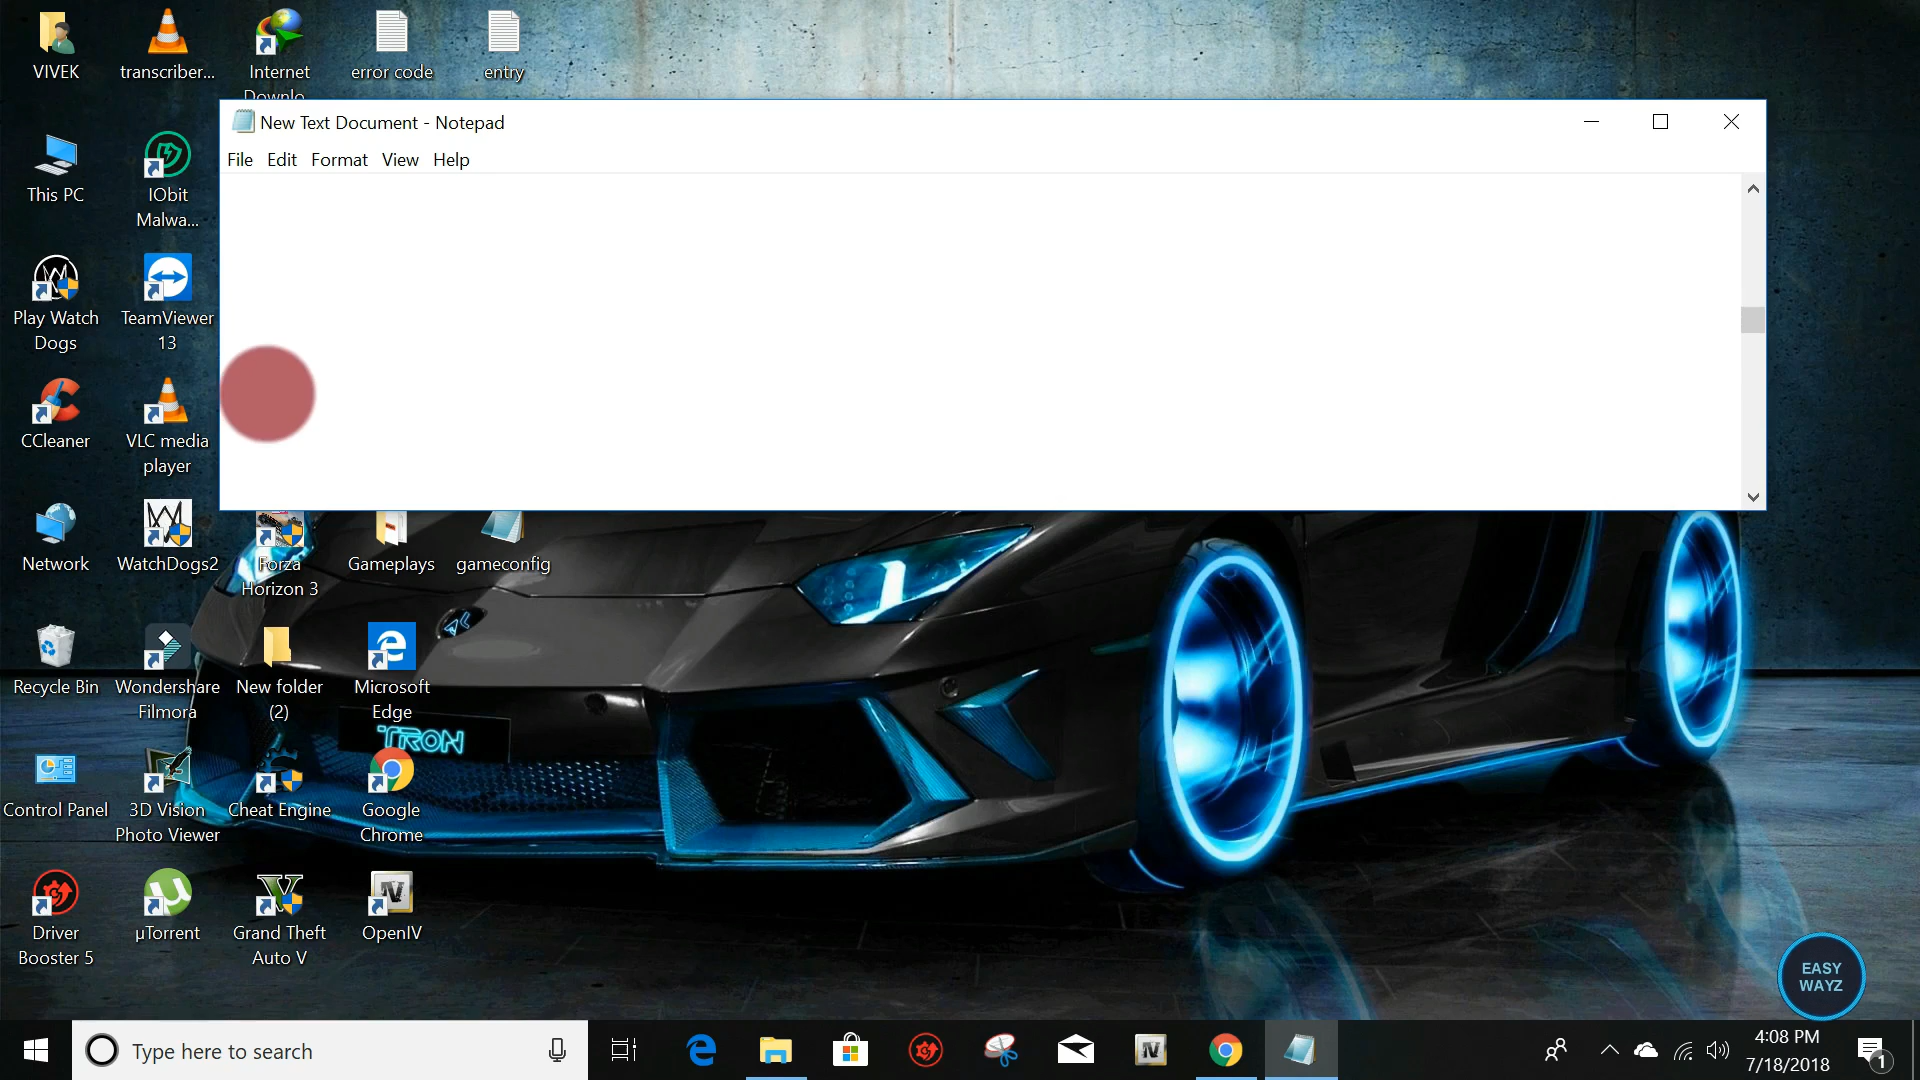 VIVEK
transcriber...
Internet
Downlo
error code
entry
New Text Document - Notepad
File Edit Format View Help
This PC
IObit
Malwa...
Play Watch
Dogs
TeamViewer
13
CCleaner
VLC media
player
Network
WatchDogs2
Forza
Horizon 3
Gameplays
gameconfig
Recycle Bin
Wondershare
Filmora
New folder
(2)
Microsoft
Edge
TRON
Control Panel
3D Vision
Photo Viewer
Cheat Engine
Google
Chrome
Driver
Booster 5
µTorrent
Grand Theft
Auto V
OpenIV
EASY
WAYZ
Type here to search
4:08 PM
7/18/2018
1